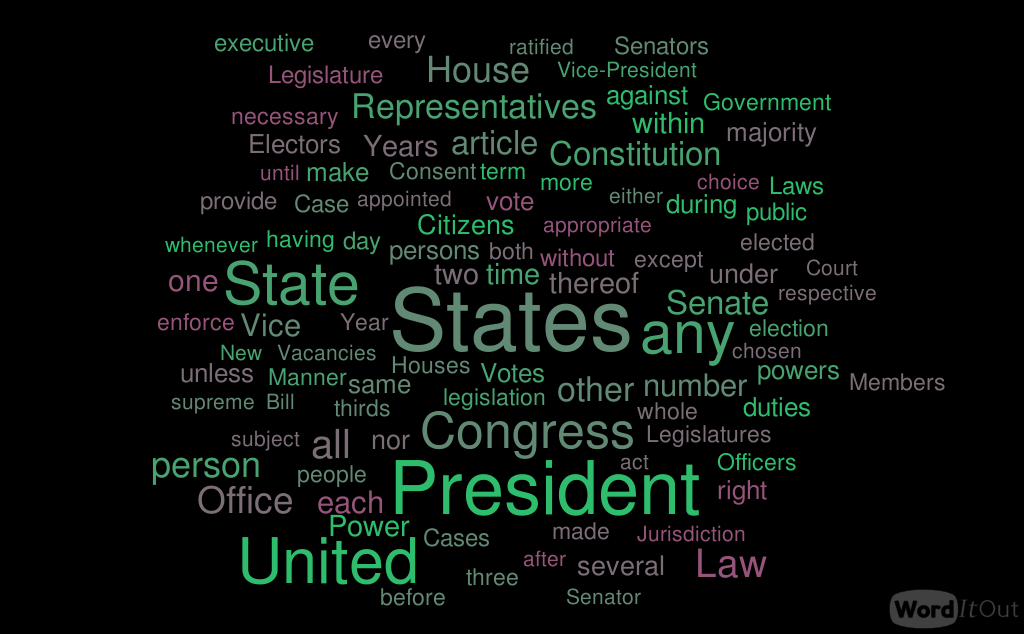 executive every ratified Senators
Legislature House Vice-President
Representatives against Government
necessary within majority
Electors Years article Constitution
until make Consent term more choice Laws
provide Case appointed vote either during public
Citizens appropriate
whenever having day persons both without except elected
one State two time thereof under Court
States Senate respective
enforce Vice Year any election
New Vacancies Houses chosen
unless Manner same Votes other number powers Members
supreme Bill thirds legislation whole duties
subject all nor Congress Legislatures
person people President act Officers
Office each right
Power Cases made Jurisdiction
United three after several Law
before Senator
WordItOut